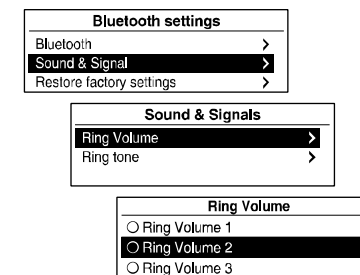 Bluetooth settings
Bluetooth >
Sound & Signal >
Restore factory settings >
Sound & Signals
Ring Volume >
Ring tone >
Ring Volume
Ring Volume 1
Ring Volume 2
Ring Volume 3